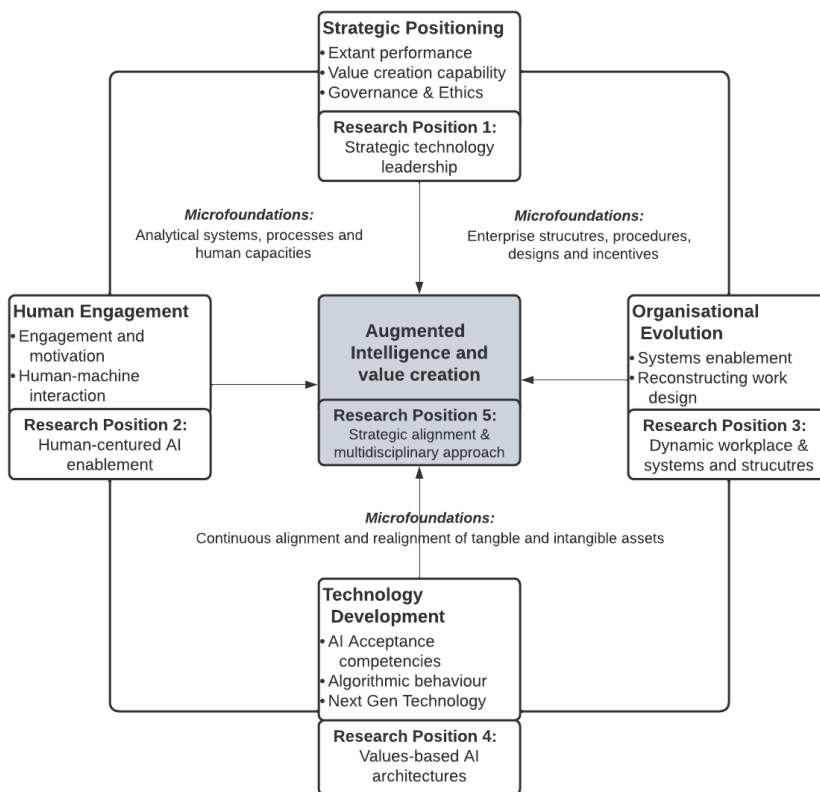 Strategic Positioning
• Extant performance
• Value creation capability
• Governance & Ethics
Research Position 1:
Strategic technology
leadership
Microfoundations:
Analytical systems, processes and
human capacities
Microfoundations:
Enterprise strucutres, procedures,
designs and incentives
Human Engagement
• Engagement and
motivation
• Human-machine
interaction
Research Position 2:
Human-centured AI
enablement
Augmented
Intelligence and
value creation
Research Position 5:
Strategic alignment &
multidisciplinary approach
Organisational
Evolution
• Systems enablement
• Reconstructing work
design
Research Position 3:
Dynamic workplace &
systems and strucutres
Microfoundations:
Continuous alignment and realignment of tangble and intangible assets
Technology
Development
• AI Acceptance
competencies
• Algorithmic behaviour
• Next Gen Technology
Research Position 4:
Values-based AI
architectures